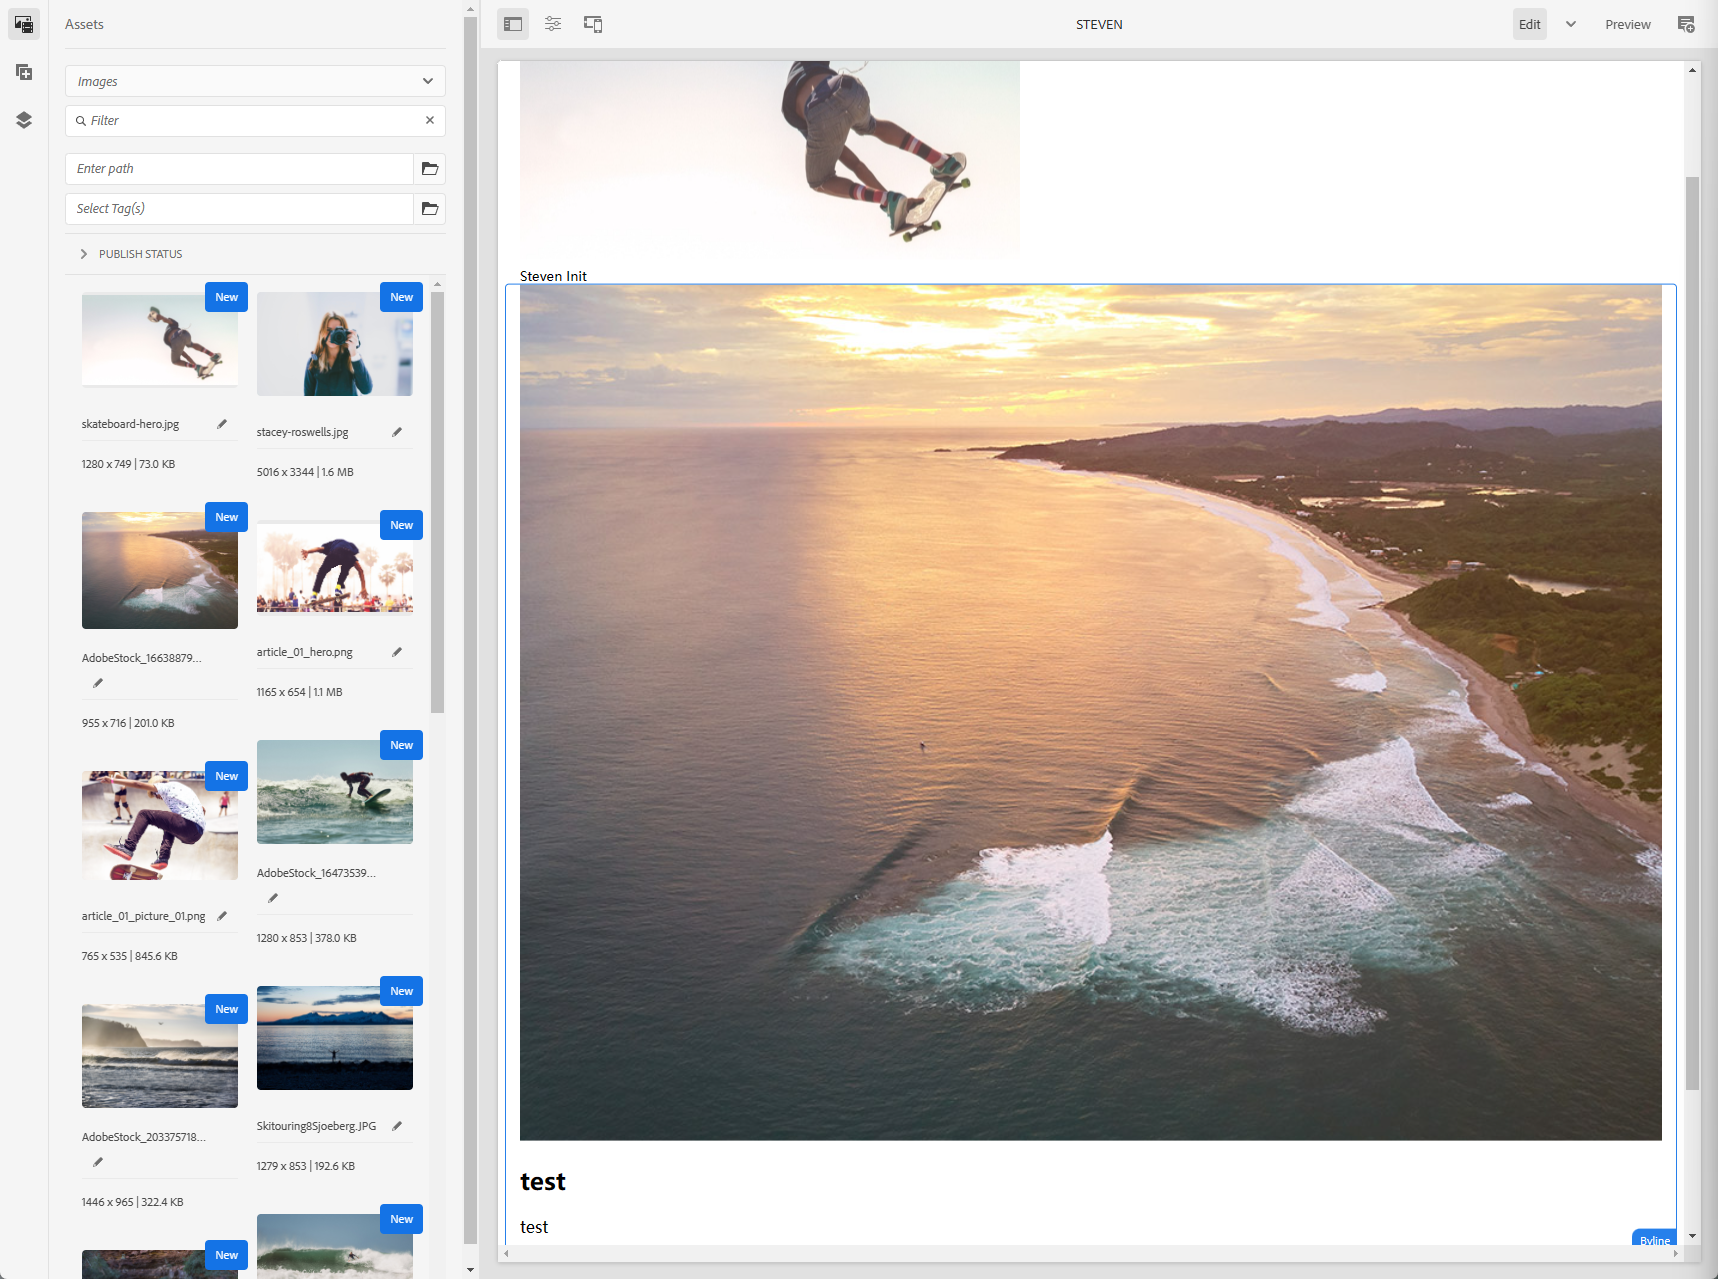 Assets
Images
Filter
Enter path
Select Tag(s)
PUBLISH STATUS
New
skateboard-hero.jpg
1280 x 749 | 73.0 KB
New
stacey-roswells.jpg
5016 x 3344 | 1.6 MB
New
AdobeStock_16638879...
955 x 716 | 201.0 KB
New
article_01_hero.png
1165 x 654 | 1.1 MB
New
article_01_picture_01.png
765 x 535 | 845.6 KB
New
AdobeStock_16473539...
1280 x 853 | 378.0 KB
New
AdobeStock_203375718...
1446 x 965 | 322.4 KB
New
Skitouring8Sjoeberg.JPG
1279 x 853 | 192.6 KB
New
New
STEVEN
Edit
Preview
Steven Init
test
test
Byline